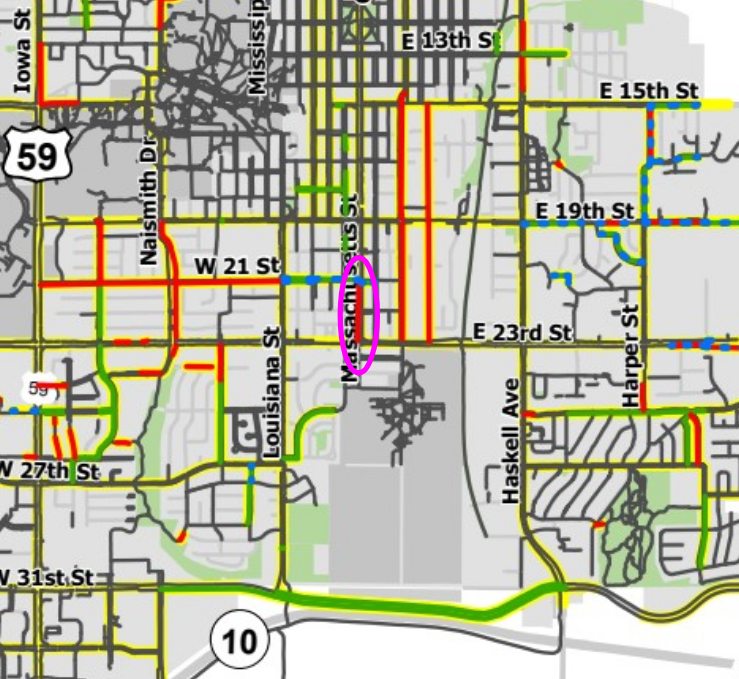 Iowa St
Mississip
E 13th St
E 15th St
59
Naismith Dr
E 19th St
W 21 St
Massachusetts St
E 23rd St
Louisiana St
Harper St
59
Haskell Ave
W 27th St
W 31st St
10